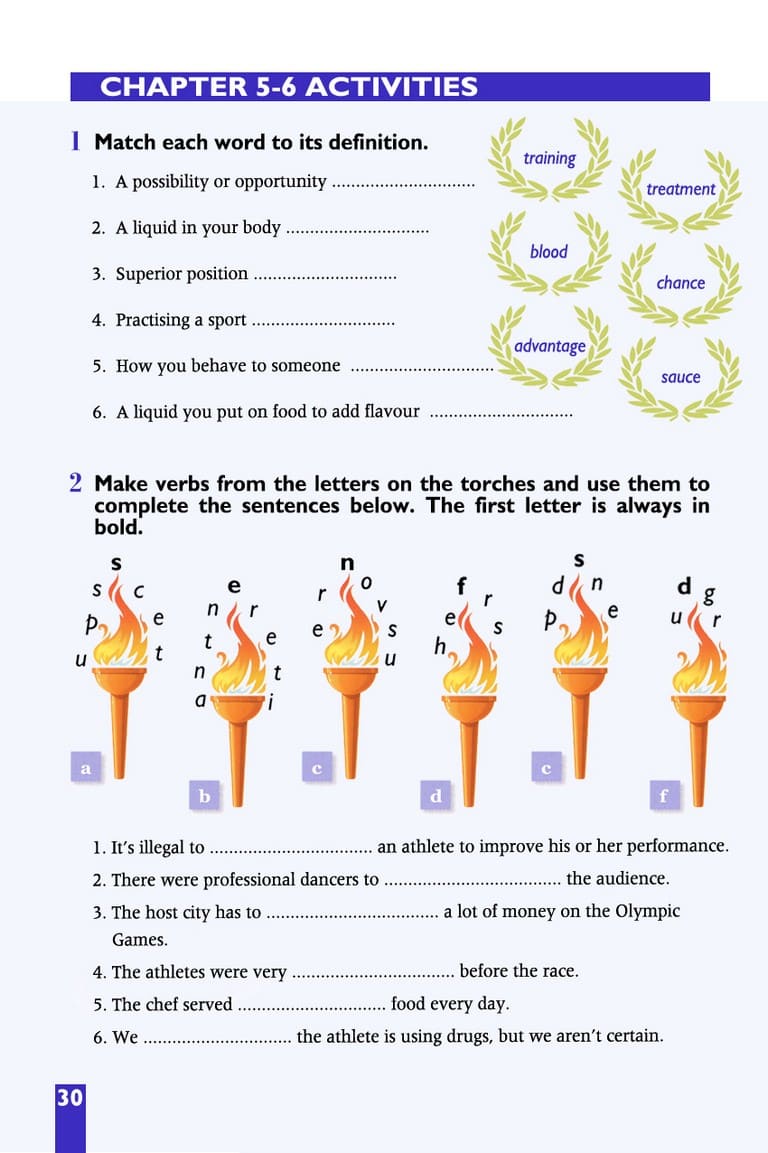 CHAPTER 5-6 ACTIVITIES
1 Match each word to its definition.
1. A possibility or opportunity ..............................
2. A liquid in your body ..............................
3. Superior position ..............................
4. Practising a sport ..............................
5. How you behave to someone ..............................
6. A liquid you put on food to add flavour ..............................
training
treatment
blood
chance
advantage
sauce
2 Make verbs from the letters on the torches and use them to
complete the sentences below. The first letter is always in
bold.
s s c p e u t
e n r t e n t a i
n r o v e s u
f r e s h
s d n p e
d g u r
a
b
c
d
c
f
1. It's illegal to .................................. an athlete to improve his or her performance.
2. There were professional dancers to ..................................... the audience.
3. The host city has to .................................... a lot of money on the Olympic
Games.
4. The athletes were very .................................. before the race.
5. The chef served ............................... food every day.
6. We ............................... the athlete is using drugs, but we aren't certain.
30